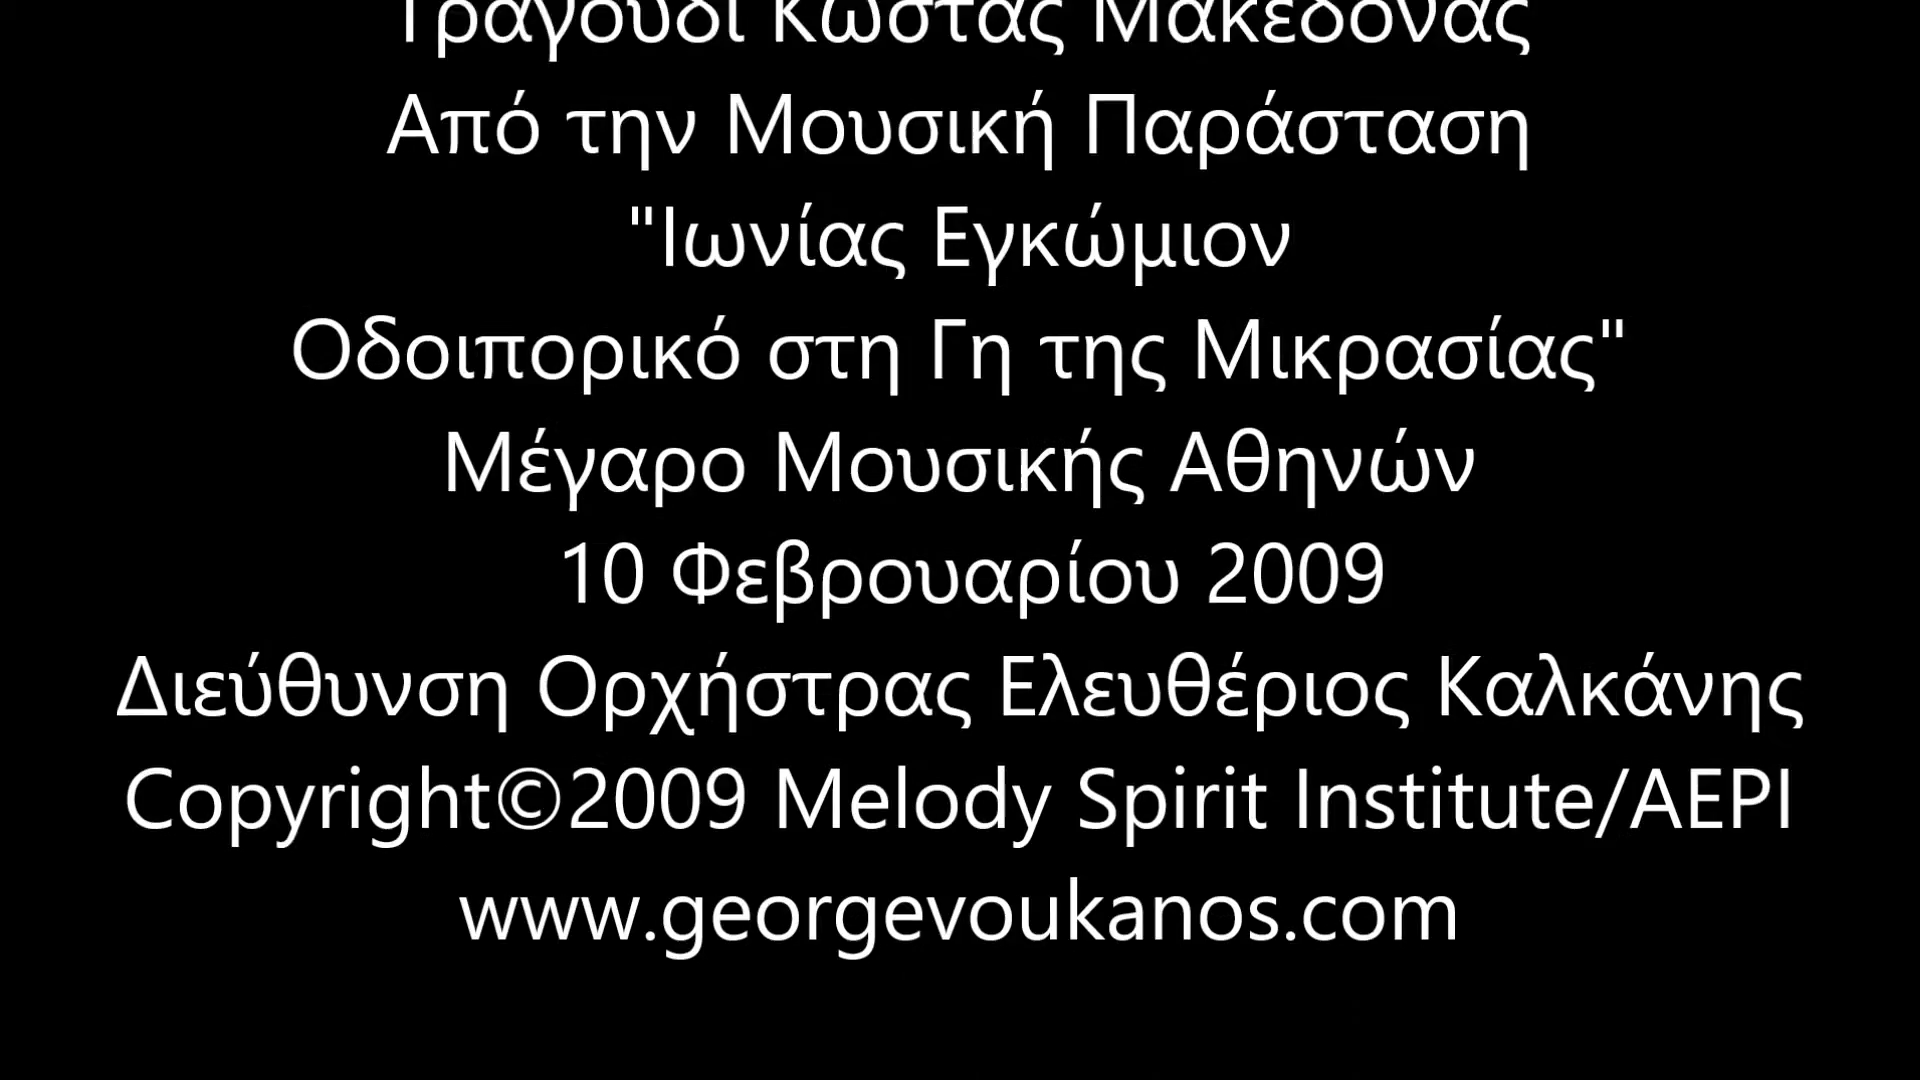 Τραγούδι Κώστας Μακεδόνας
Από την Μουσική Παράσταση
"Ιωνίας Εγκώμιον
Οδοιπορικό στη Γη της Μικρασίας"
Μέγαρο Μουσικής Αθηνών
10 Φεβρουαρίου 2009
Διεύθυνση Ορχήστρας Ελευθέριος Καλκάνης
Copyright©2009 Melody Spirit Institute/AEPI
www.georgevoukanos.com